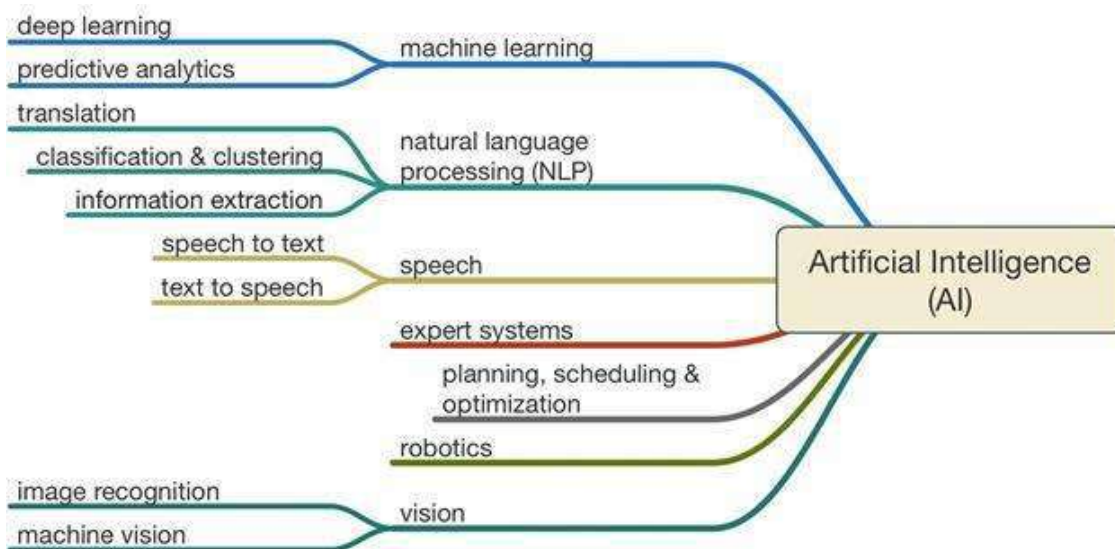 deep learning
predictive analytics
machine learning
translation
classification & clustering
information extraction
natural language
processing (NLP)
speech to text
text to speech
speech
expert systems
planning, scheduling &
optimization
robotics
image recognition
machine vision
vision
Artificial Intelligence
(AI)